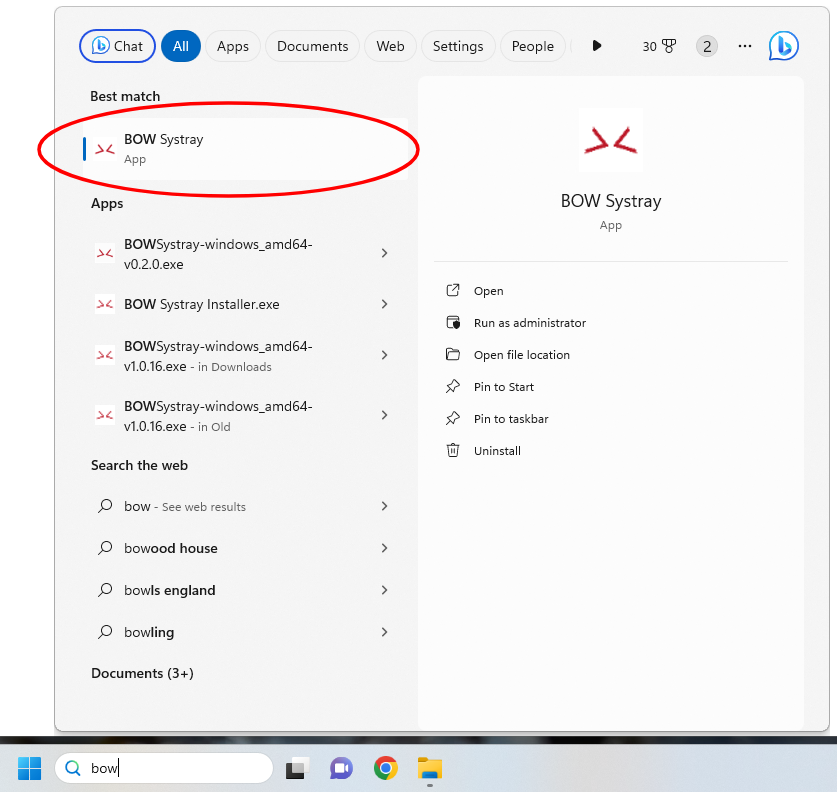 Chat
All
Apps
Documents
Web
Settings
People
30
2
Best match
BOW Systray
App
Apps
BOWSystray-windows_amd64-
v0.2.0.exe
BOW Systray Installer.exe
BOWSystray-windows_amd64-
v1.0.16.exe - in Downloads
BOWSystray-windows_amd64-
v1.0.16.exe - in Old
Search the web
bow - See web results
bowood house
bowls england
bowling
Documents (3+)
BOW Systray
App
Open
Run as administrator
Open file location
Pin to Start
Pin to taskbar
Uninstall
bow